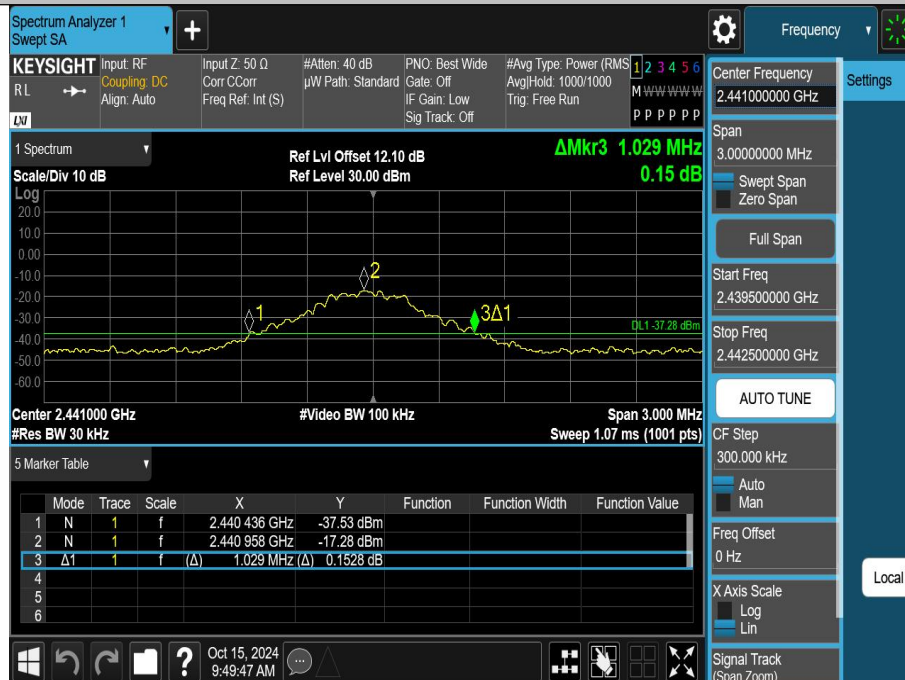 Spectrum Analyzer 1
Swept SA
Frequency
KEYSIGHT
RL
LXI
Input: RF
Coupling: DC
Align: Auto
Input Z: 50 Ω
Corr CCorr
Freq Ref: Int (S)
#Atten: 40 dB
µW Path: Standard
PNO: Best Wide
Gate: Off
IF Gain: Low
Sig Track: Off
#Avg Type: Power (RMS
Avg|Hold: 1000/1000
Trig: Free Run
1 2 3 4 5 6
M W W W W W
P P P P P P
1 Spectrum
Scale/Div 10 dB
Ref Lvl Offset 12.10 dB
Ref Level 30.00 dBm
ΔMkr3 1.029 MHz
0.15 dB
Log
20.0
10.0
0.00
-10.0
-20.0
-30.0
-40.0
-50.0
-60.0
1
2
3Δ1
DL1 -37.28 dBm
Center 2.441000 GHz
#Video BW 100 kHz
Span 3.000 MHz
#Res BW 30 kHz
Sweep 1.07 ms (1001 pts)
5 Marker Table
Mode Trace Scale X Y Function Function Width Function Value
1 N 1 f 2.440 436 GHz -37.53 dBm
2 N 1 f 2.440 958 GHz -17.28 dBm
3 Δ1 1 f (Δ) 1.029 MHz (Δ) 0.1528 dB
4
5
6
?
Oct 15, 2024
9:49:47 AM
Center Frequency
2.441000000 GHz
Span
3.00000000 MHz
Swept Span
Zero Span
Full Span
Start Freq
2.439500000 GHz
Stop Freq
2.442500000 GHz
AUTO TUNE
CF Step
300.000 kHz
Auto
Man
Freq Offset
0 Hz
X Axis Scale
Log
Lin
Signal Track
(Span Zoom)
Settings
Local